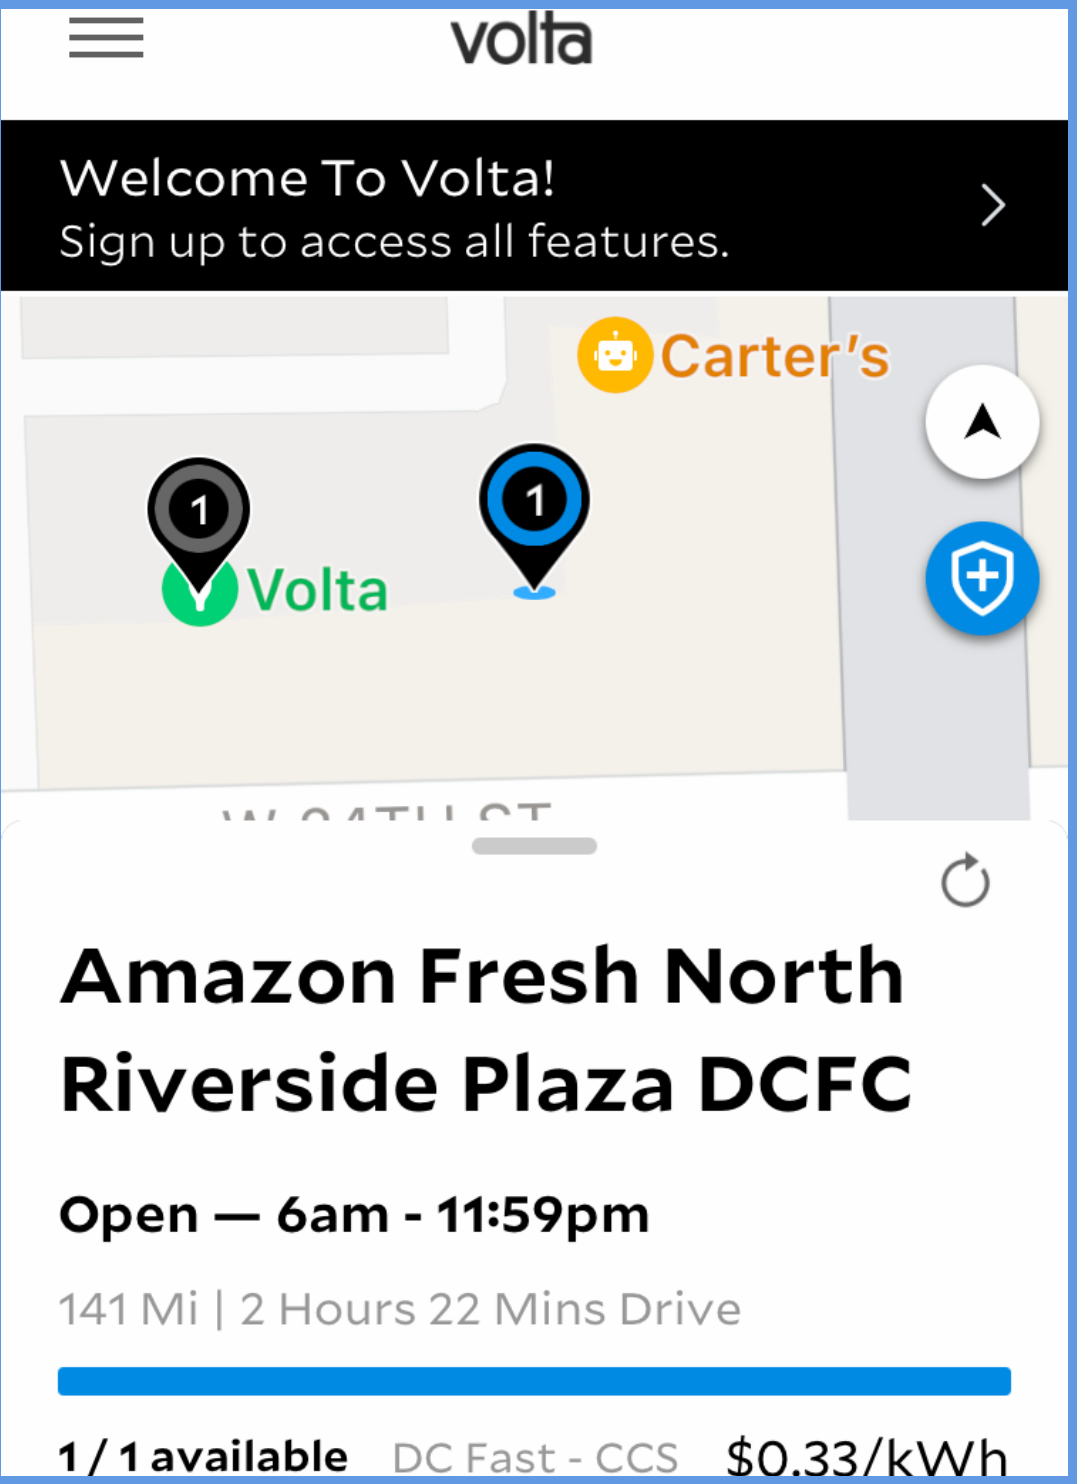 volta
Welcome To Volta!
Sign up to access all features.
Carter's
1
1
Volta
W 24TH ST
Amazon Fresh North
Riverside Plaza DCFC
Open — 6am - 11:59pm
141 Mi | 2 Hours 22 Mins Drive
1 / 1 available DC Fast - CCS $0.33/kWh